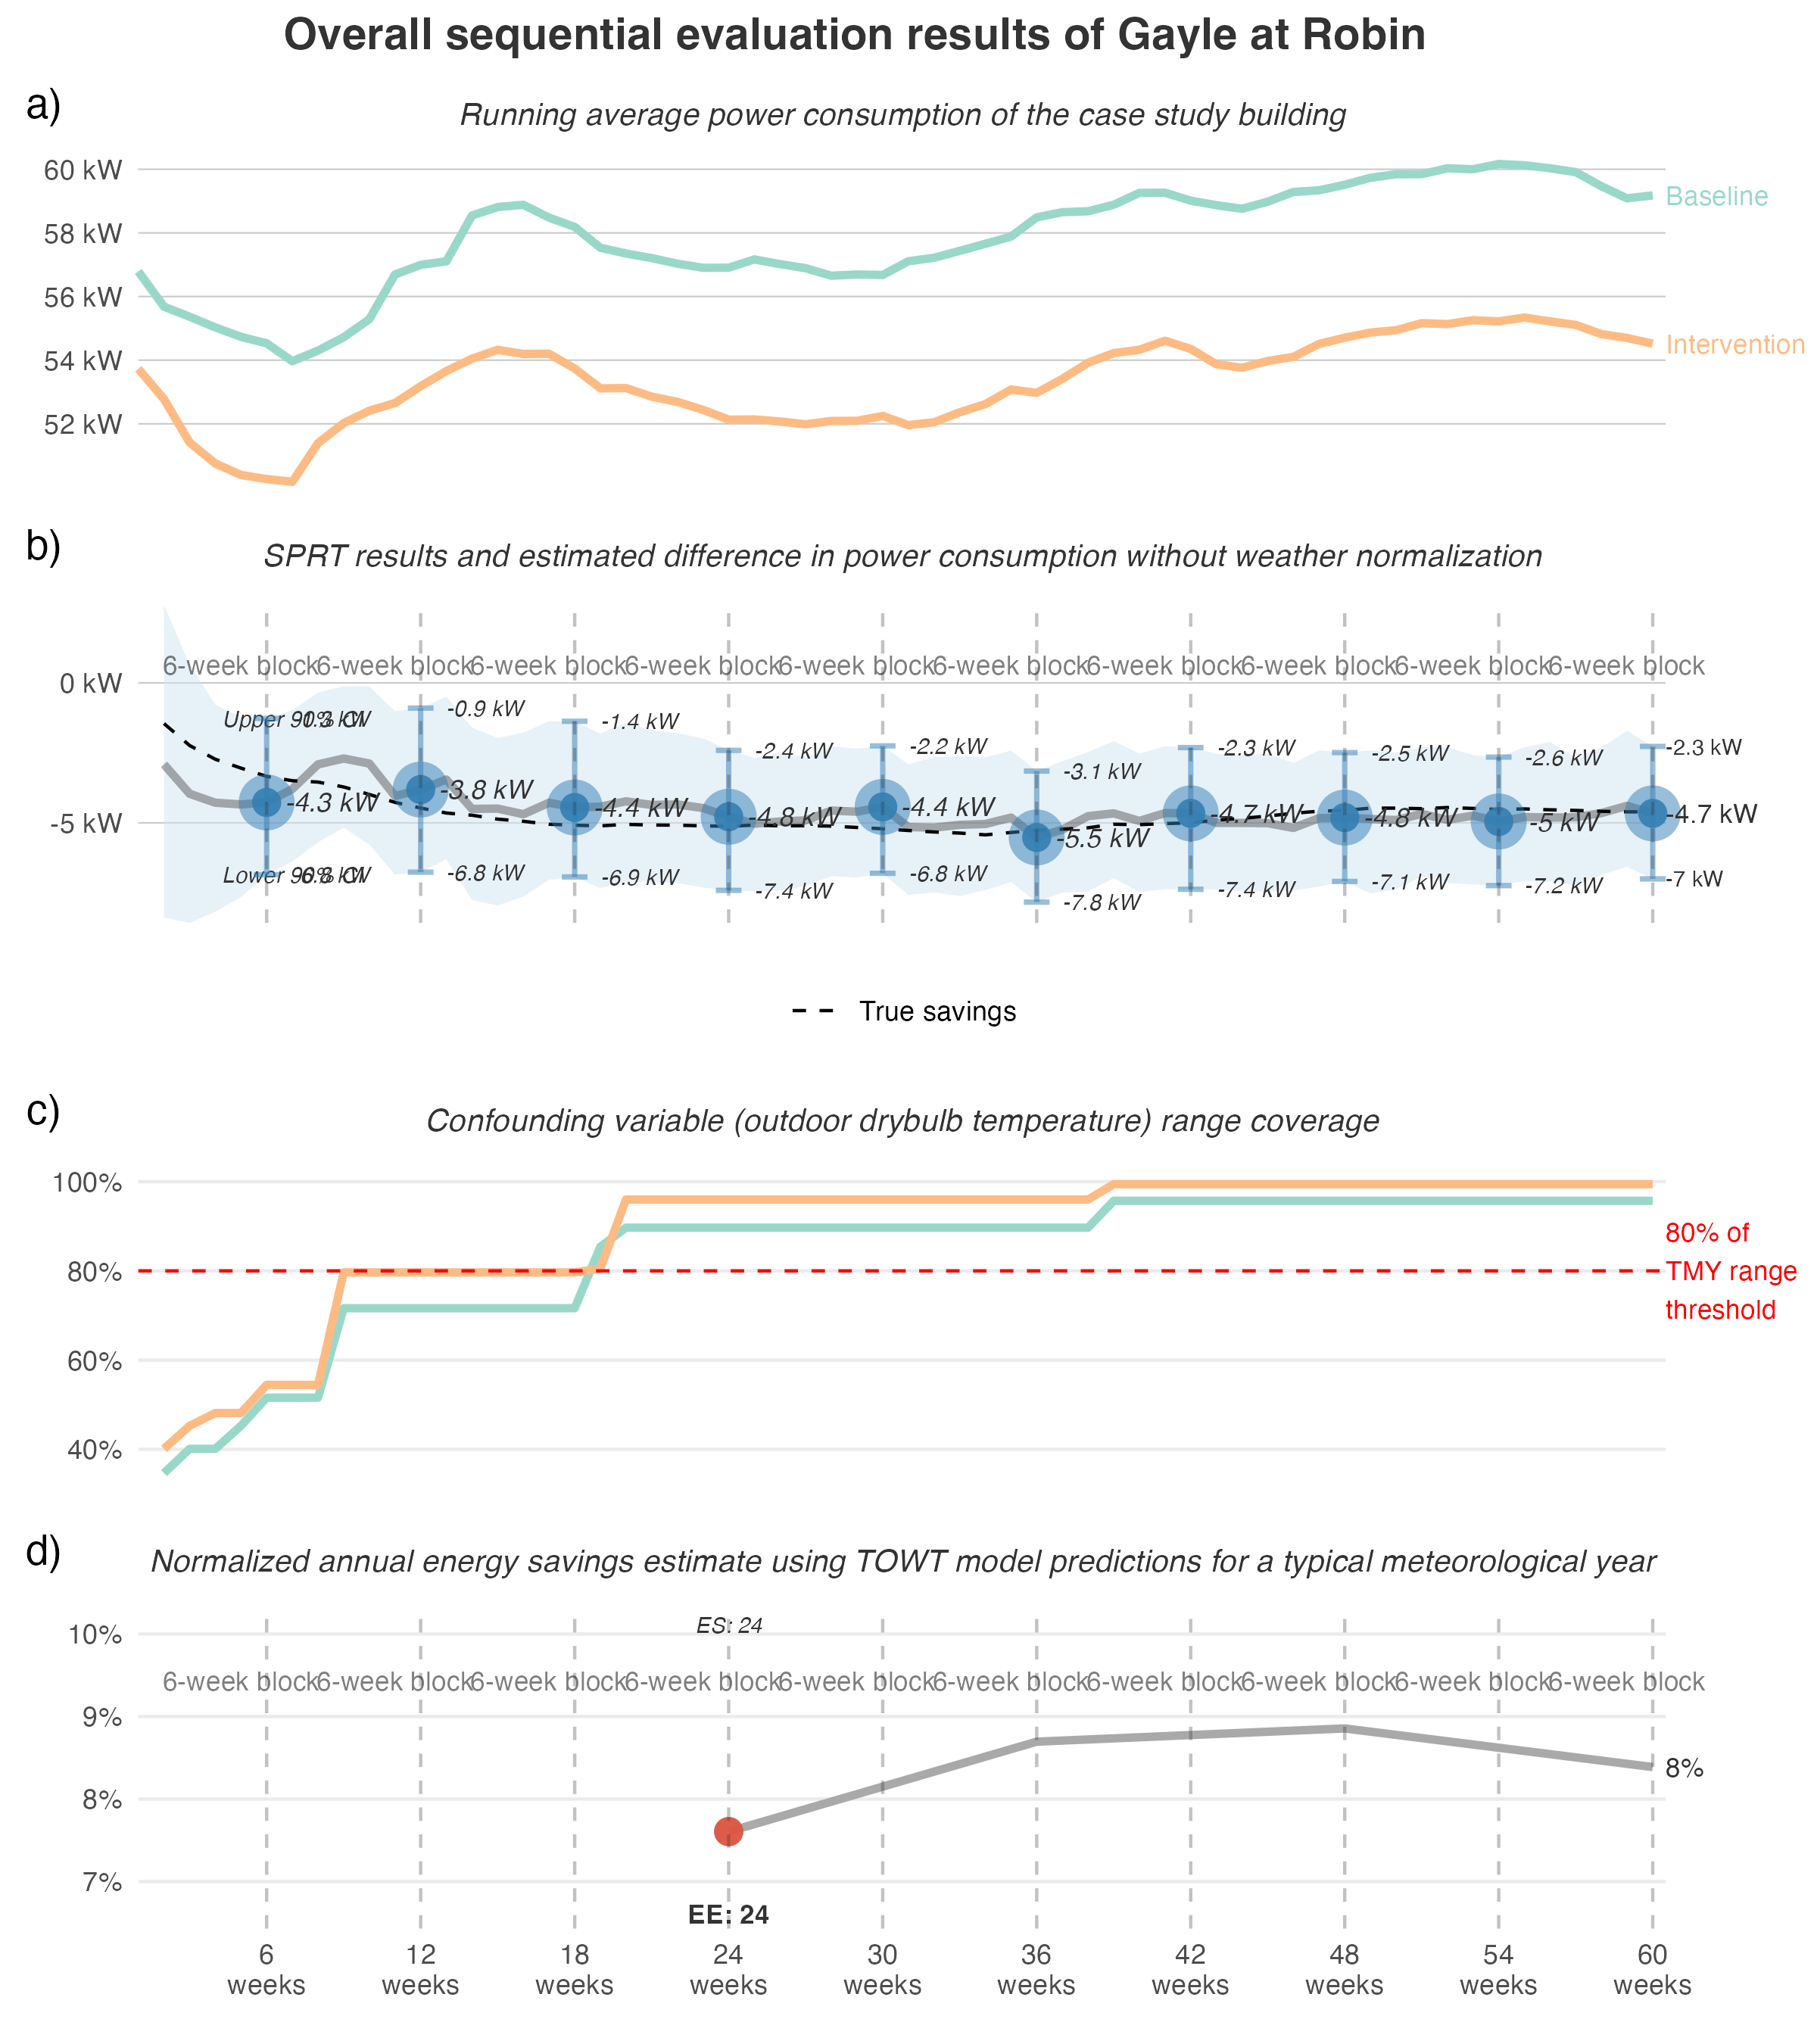 Overall sequential evaluation results of Gayle at Robin
a)
Running average power consumption of the case study building
60 kW
58 kW
56 kW
54 kW
52 kW
Baseline
Intervention
b)
SPRT results and estimated difference in power consumption without weather normalization
6-week block 6-week block 6-week block 6-week block 6-week block 6-week block 6-week block 6-week block 6-week block 6-week block
0 kW
-5 kW
Upper 90% CI
-1.3 kW
-0.9 kW
-1.4 kW
-2.4 kW
-2.2 kW
-3.1 kW
-2.3 kW
-2.5 kW
-2.6 kW
-2.3 kW
-4.3 kW
-3.8 kW
-4.4 kW
-4.8 kW
-4.4 kW
-5.5 kW
-4.7 kW
-4.8 kW
-5 kW
-4.7 kW
Lower 90% CI
-6.8 kW
-6.9 kW
-7.4 kW
-6.8 kW
-7.8 kW
-7.4 kW
-7.1 kW
-7.2 kW
-7 kW
True savings
c)
Confounding variable (outdoor drybulb temperature) range coverage
100%
80%
60%
40%
80% of
TMY range
threshold
d)
Normalized annual energy savings estimate using TOWT model predictions for a typical meteorological year
ES: 24
10%
9%
8%
7%
6-week block 6-week block 6-week block 6-week block 6-week block 6-week block 6-week block 6-week block 6-week block 6-week block
8%
EE: 24
6 weeks
12 weeks
18 weeks
24 weeks
30 weeks
36 weeks
42 weeks
48 weeks
54 weeks
60 weeks